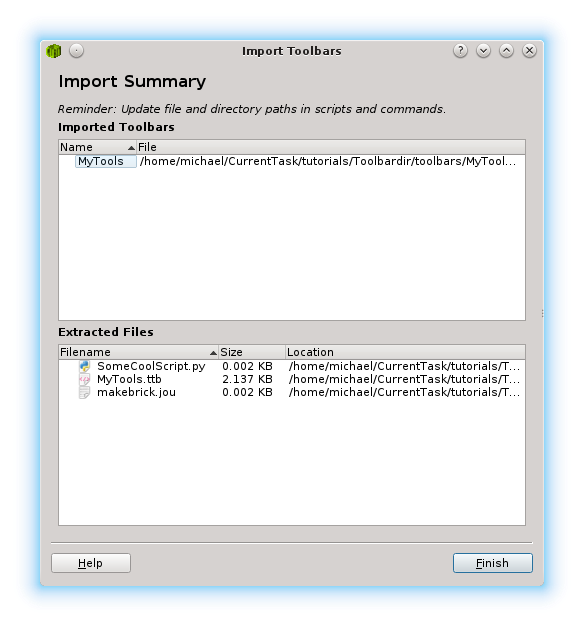 Import Toolbars
Import Summary
Reminder: Update file and directory paths in scripts and commands.
Imported Toolbars
Name File
MyTools /home/michael/CurrentTask/tutorials/Toolbardir/toolbars/MyTool...
Extracted Files
Filename Size Location
SomeCoolScript.py 0.002 KB /home/michael/CurrentTask/tutorials/T...
MyTools.ttb 2.137 KB /home/michael/CurrentTask/tutorials/T...
makebrick.jou 0.002 KB /home/michael/CurrentTask/tutorials/T...
Help Finish